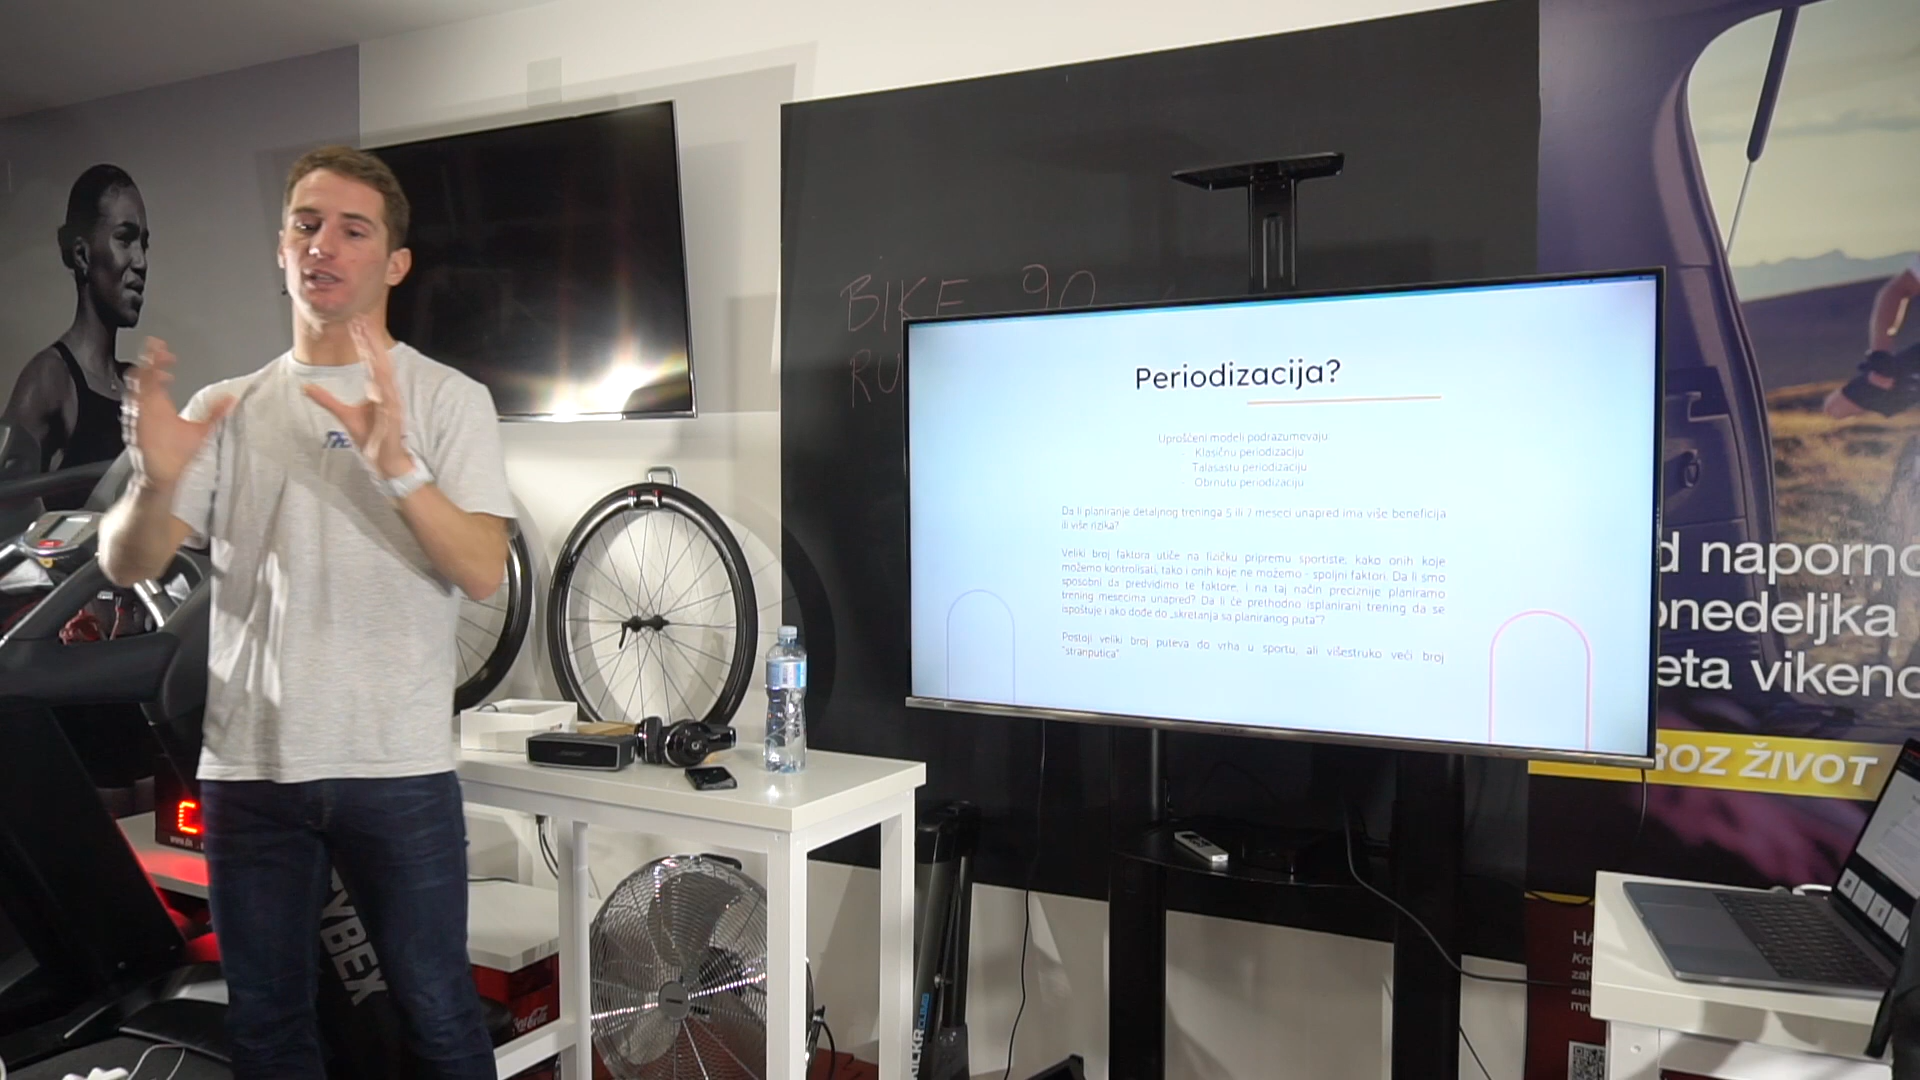 BIKE 90
RU
Periodizacija?
Uprošćeni modeli podrazumevaju
- Klasičnu periodizaciju
Talasastu periodizaciju
- Obrnutu periodizaciju
Da li planiranje detaljnog treninga 5 ili 7 meseci unapred ima više beneficija
ili više rizika?
Veliki broj faktora utiče na fizičku pripremu sportiste, kako onih koje
možemo kontrolisati, tako i onih koje ne možemo - spoljni faktori. Da li smo
sposobni da predvidimo te faktore, i na taj način preciznije planiramo
trening mesecima unapred? Da li će prethodno isplanirani trening da se
ispoštuje i ako dođe do „skretanja sa planiranog puta"?
Postoji veliki broj puteva do vrha u sportu, ali višestruko veći broj
"stranputica"
d naporno
onedeljka
eta vikend
ROZ ŽIVOT
CYBEX
Coca-Cola
KICKR CLIMB